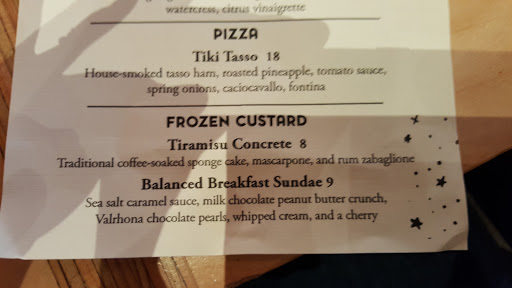 watercress, citrus vinaigrette
PIZZA
Tiki Tasso 18
House-smoked tasso ham, roasted pineapple, tomato sauce,
spring onions, caciocavallo, fontina
FROZEN CUSTARD
Tiramisu Concrete 8
Traditional coffee-soaked sponge cake, mascarpone, and rum zabaglione
Balanced Breakfast Sundae 9
Sea salt caramel sauce, milk chocolate peanut butter crunch,
Valrhona chocolate pearls, whipped cream, and a cherry